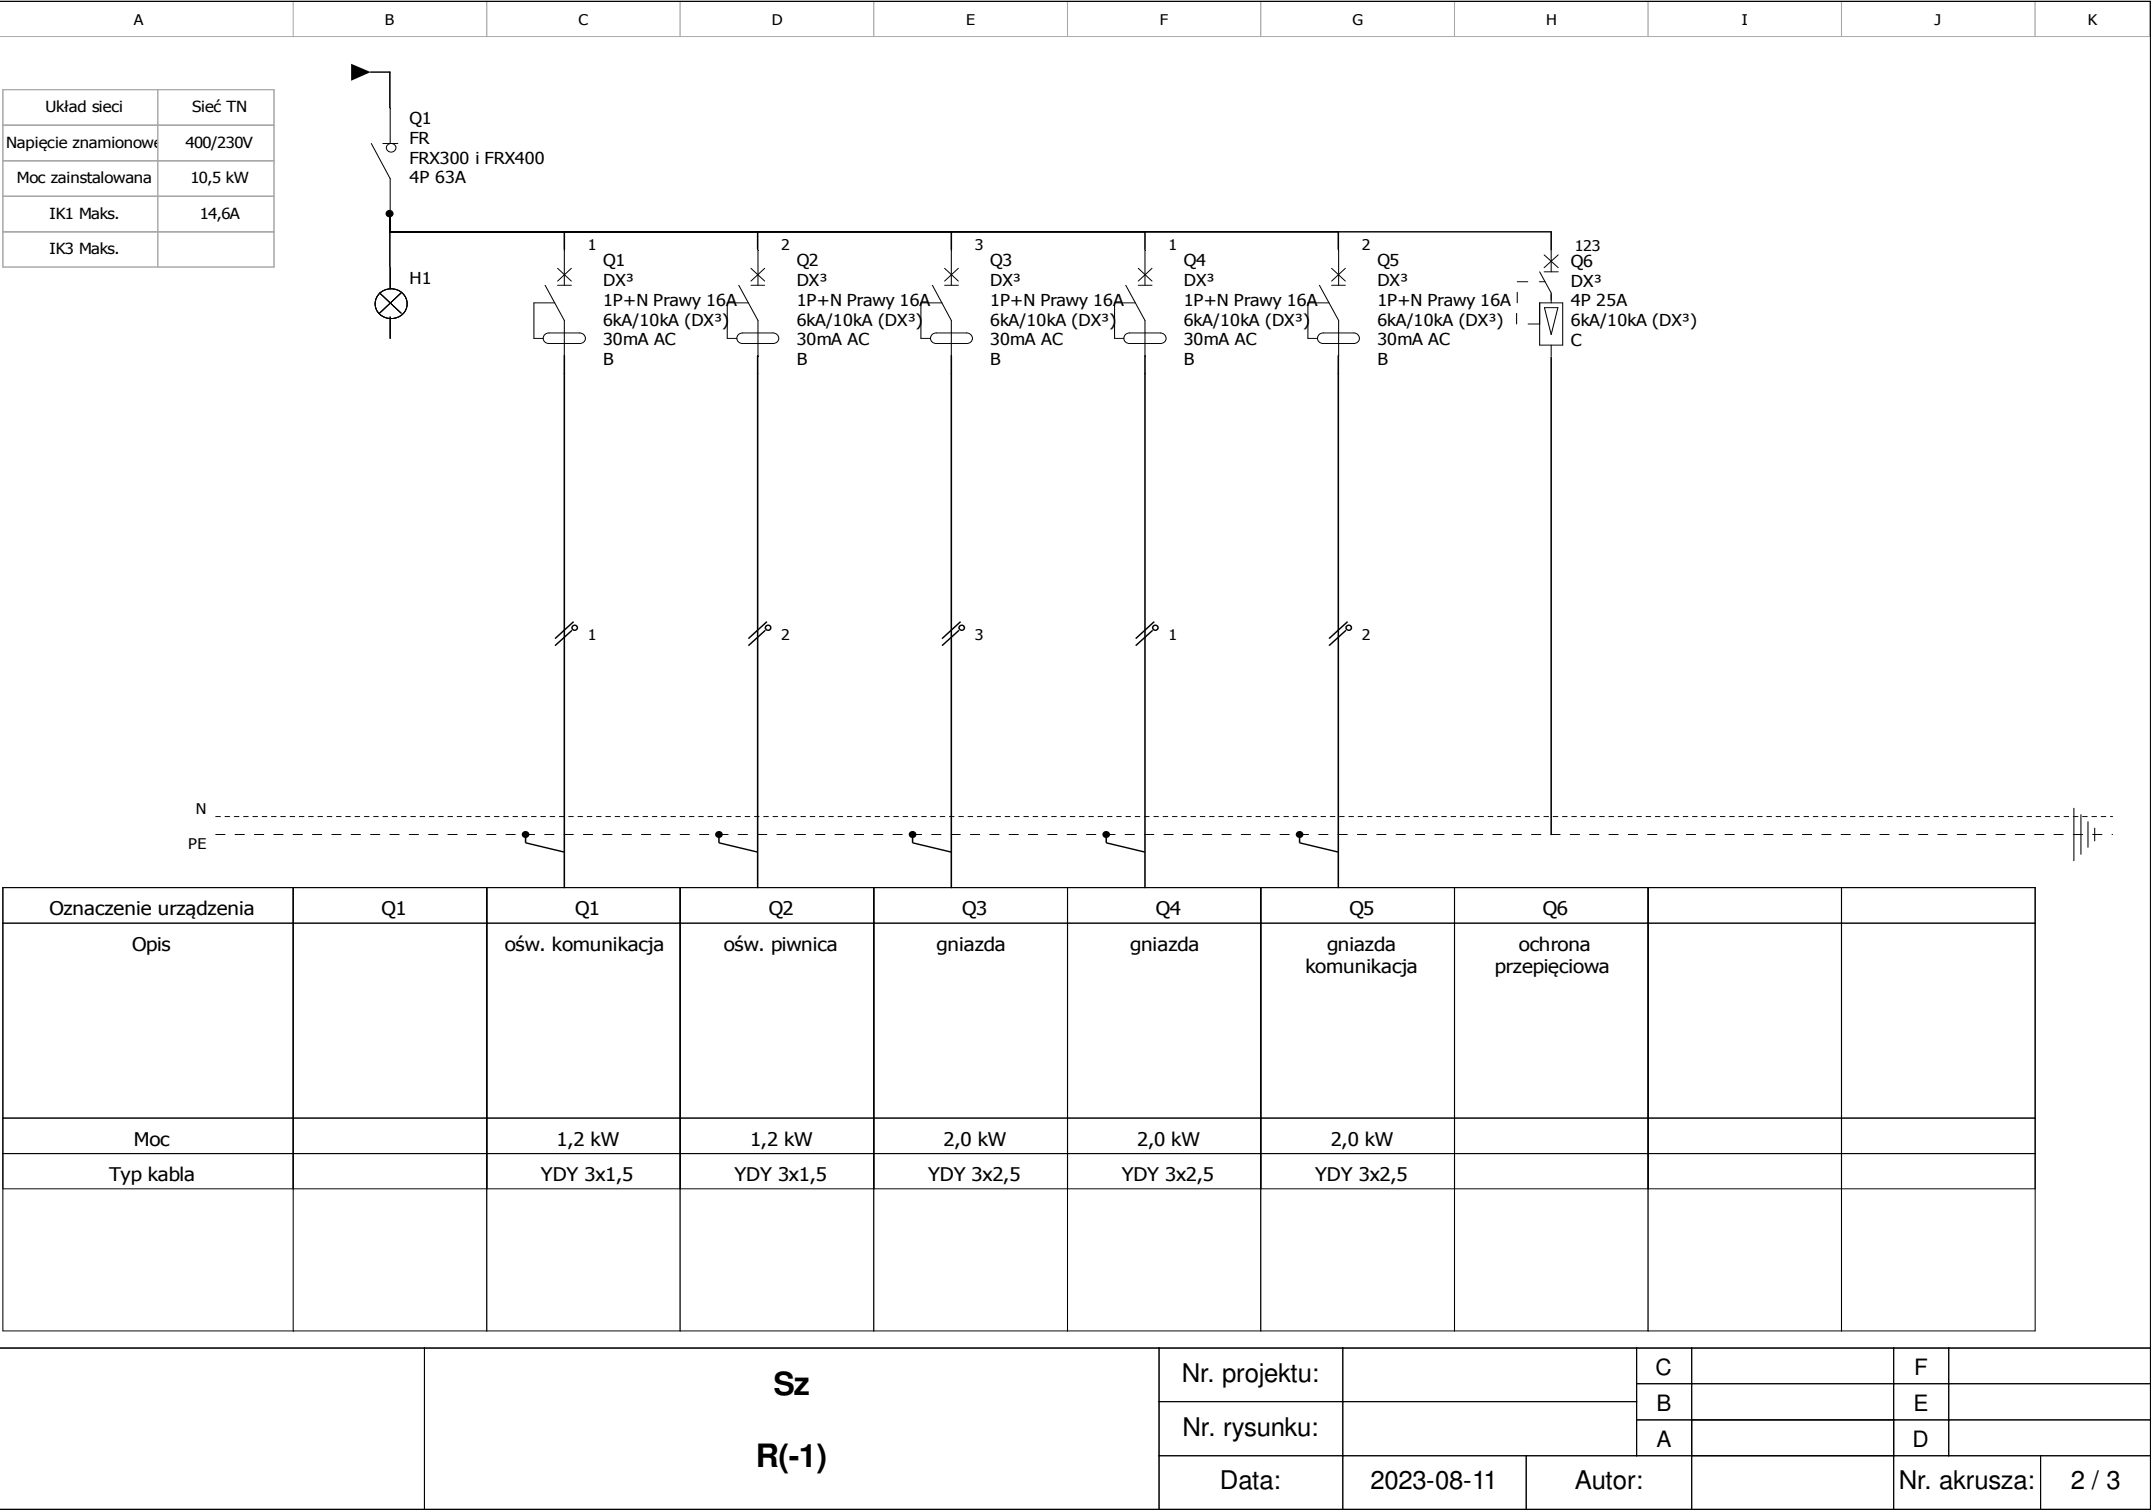 A B C D E F G H I J K
Układ sieci Sieć TN
Napięcie znamionowe 400/230V
Moc zainstalowana 10,5 kW
IK1 Maks. 14,6A
IK3 Maks.
Q1
FR
FRX300 i FRX400
4P 63A
H1
1
Q1
DX³
1P+N Prawy 16A
6kA/10kA (DX³)
30mA AC
B
2
Q2
DX³
1P+N Prawy 16A
6kA/10kA (DX³)
30mA AC
B
3
Q3
DX³
1P+N Prawy 16A
6kA/10kA (DX³)
30mA AC
B
1
Q4
DX³
1P+N Prawy 16A
6kA/10kA (DX³)
30mA AC
B
2
Q5
DX³
1P+N Prawy 16A
6kA/10kA (DX³)
30mA AC
B
123
Q6
DX³
4P 25A
6kA/10kA (DX³)
C
1 2 3 1 2
N
PE
Oznaczenie urządzenia Q1 Q1 Q2 Q3 Q4 Q5 Q6
Opis ośw. komunikacja ośw. piwnica gniazda gniazda gniazda ochrona
komunikacja przepięciowa
Moc 1,2 kW 1,2 kW 2,0 kW 2,0 kW 2,0 kW
Typ kabla YDY 3x1,5 YDY 3x1,5 YDY 3x2,5 YDY 3x2,5 YDY 3x2,5
Sz
R(-1)
Nr. projektu:
Nr. rysunku:
C F
B E
A D
Data: 2023-08-11 Autor: Nr. akrusza: 2 / 3